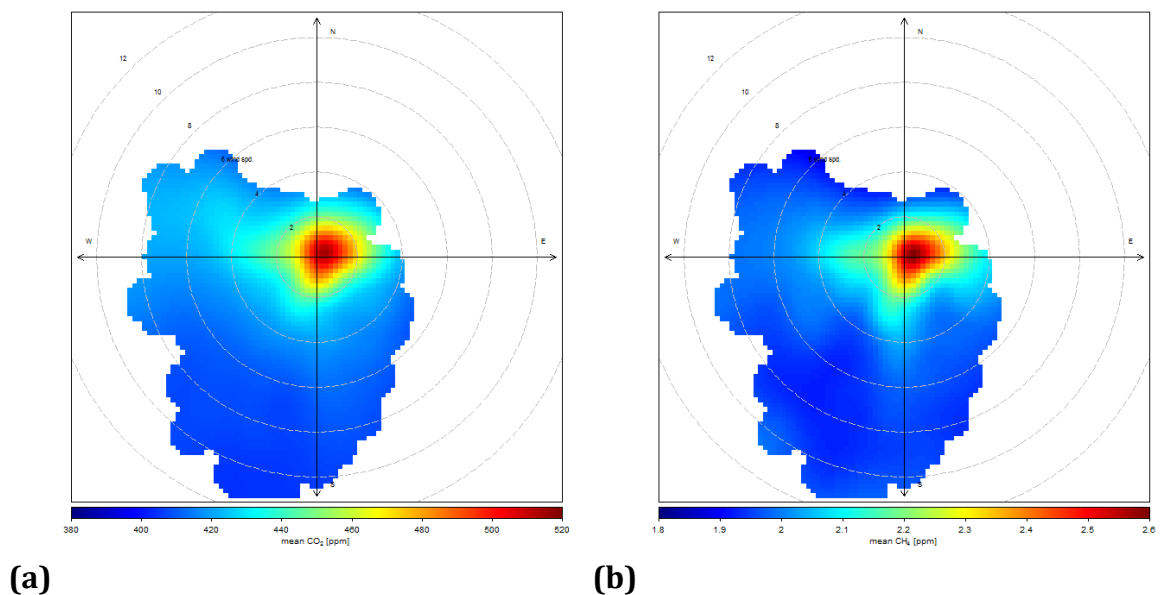 N
12
10
8
6 wind spd.
4
2
W
E
S
380 400 420 440 460 480 500 520
mean CO₂ [ppm]
(a)
N
12
10
8
6 wind spd.
4
2
W
E
S
1.8 1.9 2 2.1 2.2 2.3 2.4 2.5 2.6
mean CH₄ [ppm]
(b)